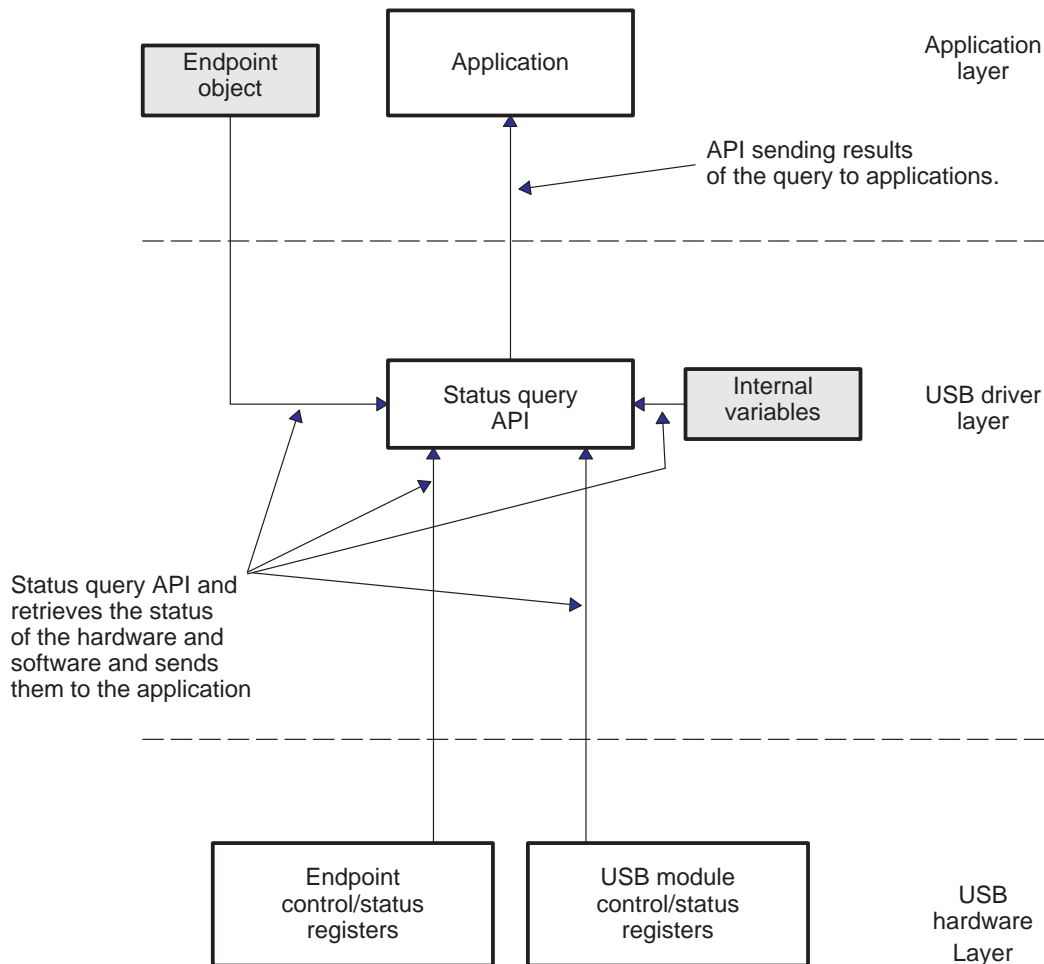 Endpoint
object
Application
Application
layer
API sending results
of the query to applications.
Status query
API
Internal
variables
USB driver
layer
Status query API and
retrieves the status
of the hardware and
software and sends
them to the application
Endpoint
control/status
registers
USB module
control/status
registers
USB
hardware
Layer